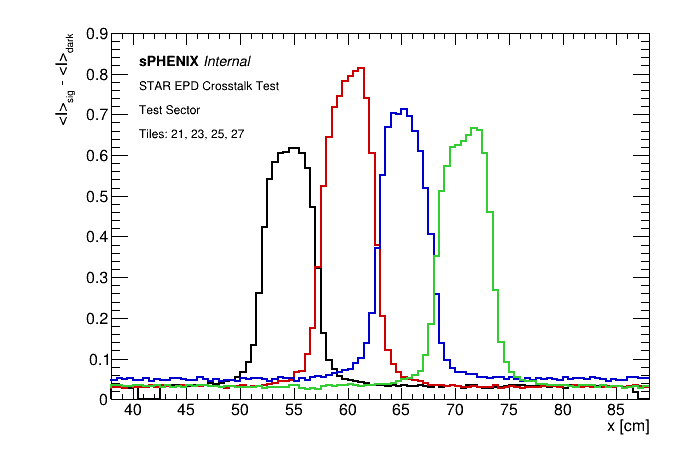 0.9
0.8
0.7
0.6
0.5
0.4
0.3
0.2
0.1
0
<I>sig - <I>dark
sPHENIX Internal
STAR EPD Crosstalk Test
Test Sector
Tiles: 21, 23, 25, 27
40 45 50 55 60 65 70 75 80 85
x [cm]